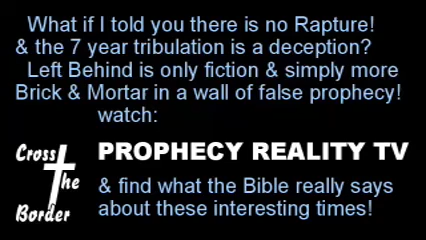 What if I told you there is no Rapture!
& the 7 year tribulation is a deception?
Left Behind is only fiction & simply more
Brick & Mortar in a wall of false prophecy!
watch:
Cross
the
Border
PROPHECY REALITY TV
& find what the Bible really says
about these interesting times!